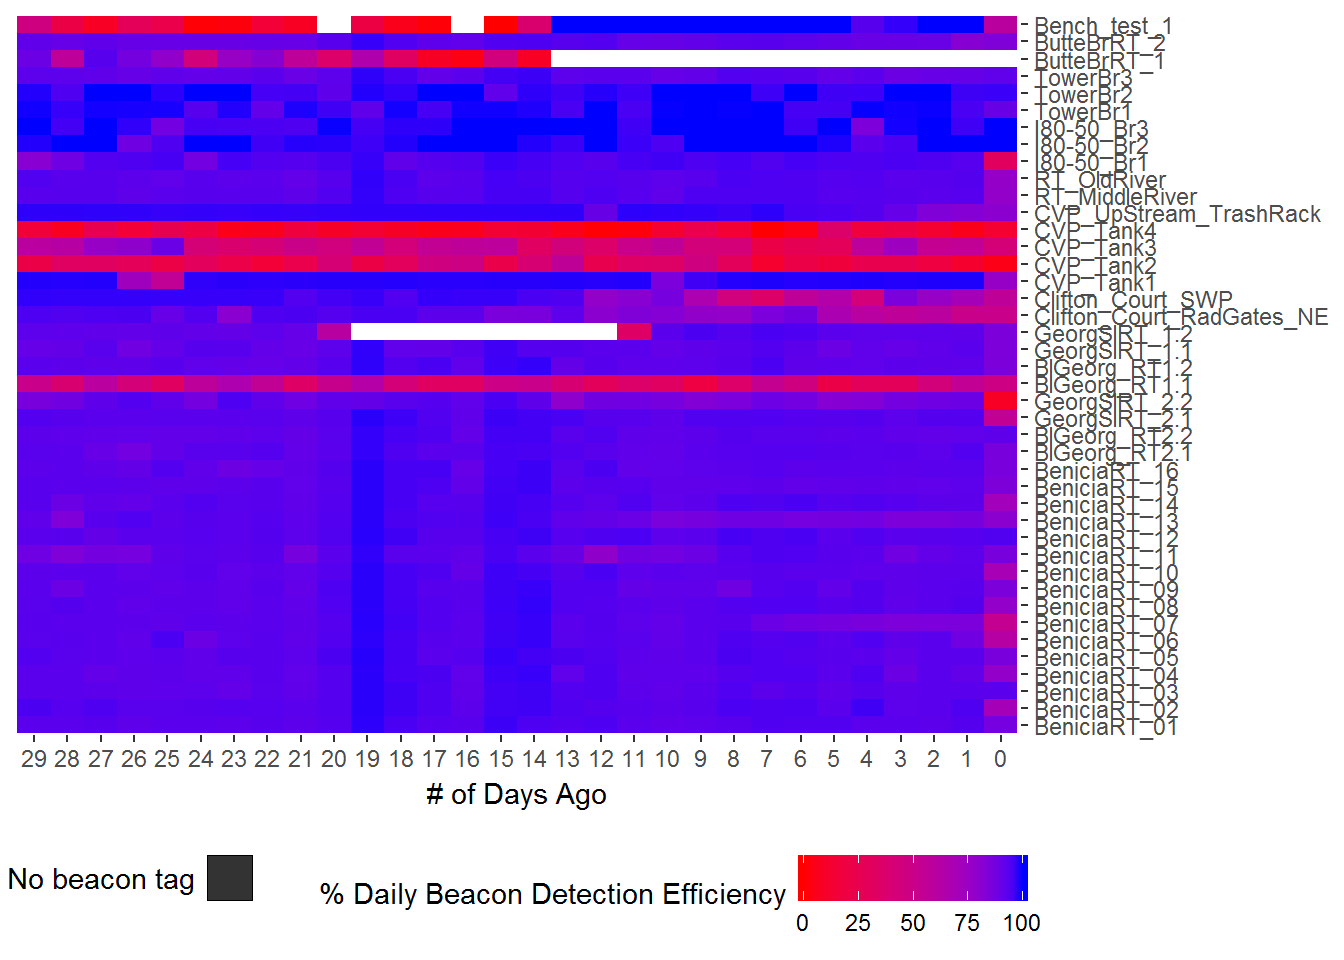 Bench_test_1
ButteBrRT_2
ButteBrRT_1
TowerBr3
TowerBr2
TowerBr1
I80-50_Br3
I80-50_Br2
I80-50_Br1
RT_OldRiver
RT_MiddleRiver
CVP_UpStream_TrashRack
CVP_Tank4
CVP_Tank3
CVP_Tank2
CVP_Tank1
Clifton_Court_SWP
Clifton_Court_RadGates_NE
GeorgSlRT_1.2
GeorgSlRT_1.1
BlGeorg_RT1.2
BlGeorg_RT1.1
GeorgSlRT_2.2
GeorgSlRT_2.1
BlGeorg_RT2.2
BlGeorg_RT2.1
BeniciaRT_16
BeniciaRT_15
BeniciaRT_14
BeniciaRT_13
BeniciaRT_12
BeniciaRT_11
BeniciaRT_10
BeniciaRT_09
BeniciaRT_08
BeniciaRT_07
BeniciaRT_06
BeniciaRT_05
BeniciaRT_04
BeniciaRT_03
BeniciaRT_02
BeniciaRT_01
29 28 27 26 25 24 23 22 21 20 19 18 17 16 15 14 13 12 11 10 9 8 7 6 5 4 3 2 1 0
# of Days Ago
No beacon tag
% Daily Beacon Detection Efficiency
0 25 50 75 100